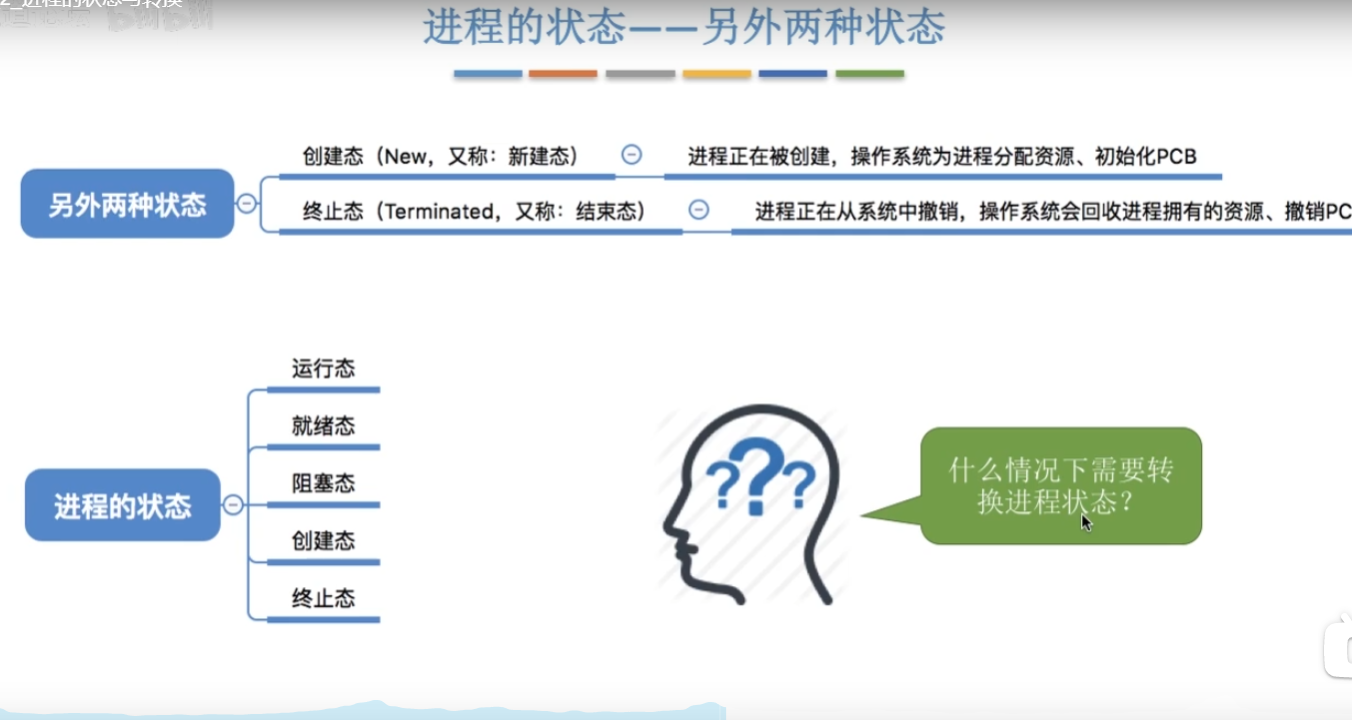 2_进程的状态与转换
进程的状态——另外两种状态
另外两种状态
创建态（New，又称：新建态）
进程正在被创建，操作系统为进程分配资源、初始化PCB
终止态（Terminated，又称：结束态）
进程正在从系统中撤销，操作系统会回收进程拥有的资源、撤销PC
进程的状态
运行态
就绪态
阻塞态
创建态
终止态
???
什么情况下需要转
换进程状态？